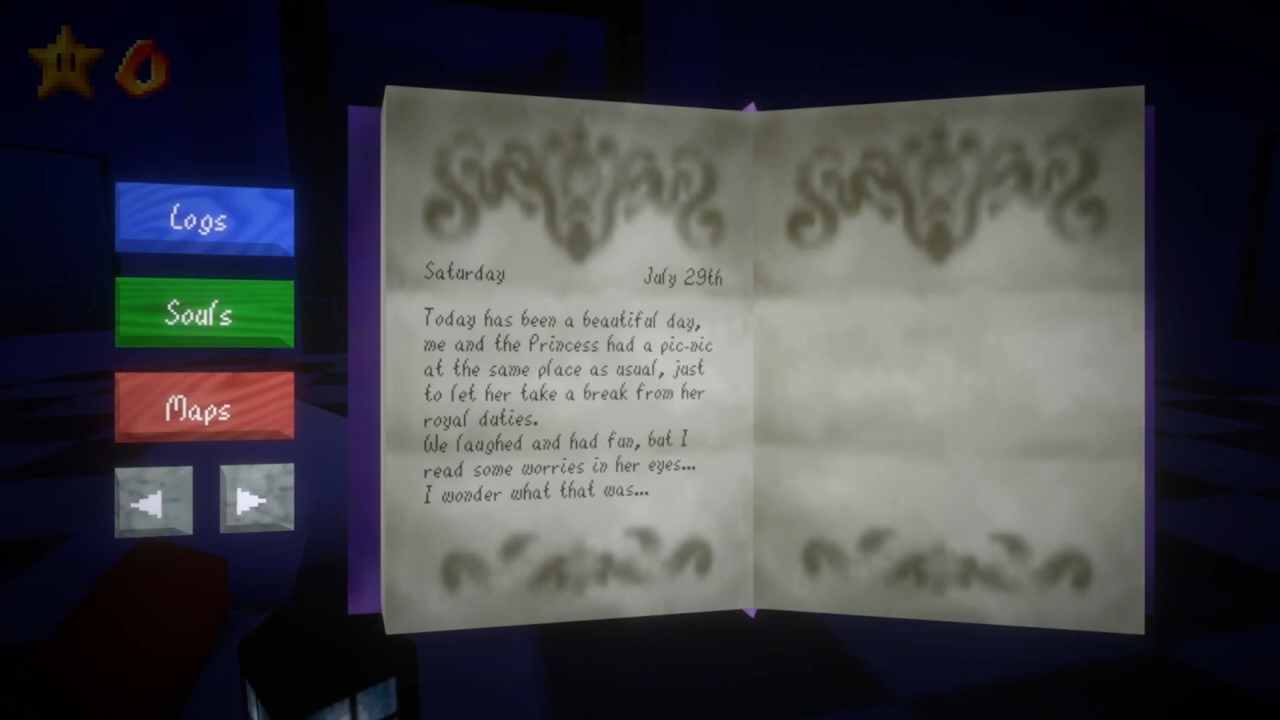 0
Logs
Souls
Maps
Saturday July 29th
Today has been a beautiful day,
me and the Princess had a pic-nic
at the same place as usual, just
to let her take a break from her
royal duties.
We laughed and had fun, but I
read some worries in her eyes...
I wonder what that was...